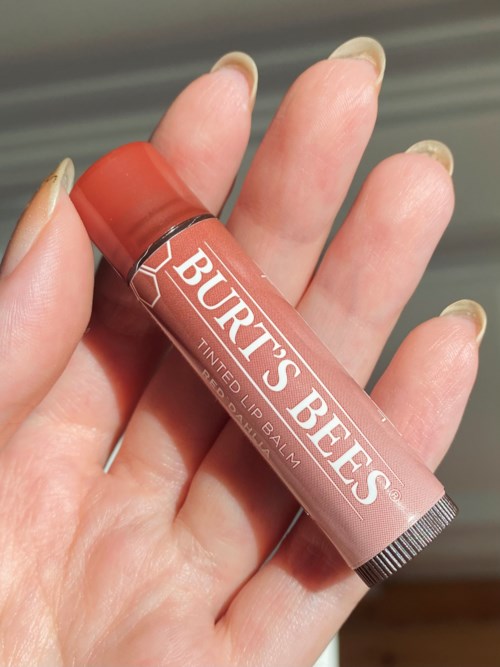 BURT'S BEES®
TINTED LIP BALM
RED DAHLIA